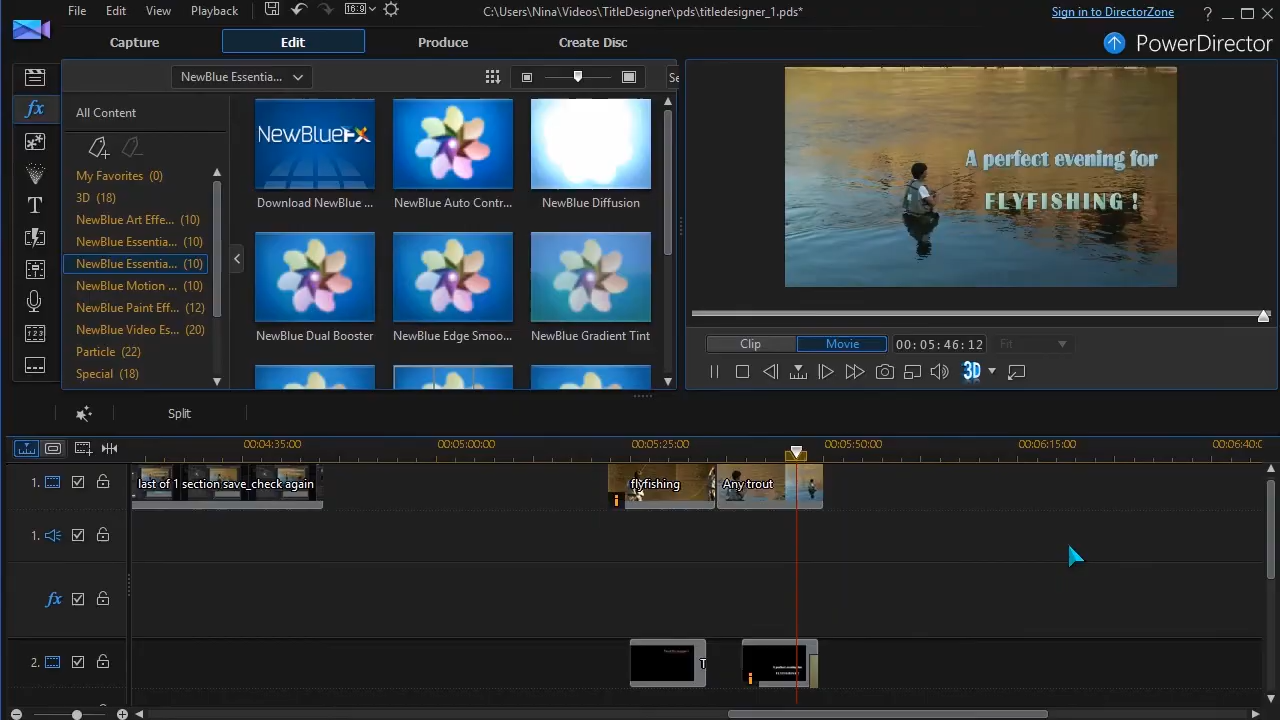 File Edit View Playback 16:9 C:\Users\Nina\Videos\TitleDesigner\pds\titledesigner_1.pds* Sign in to DirectorZone ?
Capture Edit Produce Create Disc PowerDirector
NewBlue Essentia... Se
All Content
My Favorites (0)
3D (18)
NewBlue Art Effe... (10)
NewBlue Essentia... (10)
NewBlue Essentia... (10)
NewBlue Motion ... (10)
NewBlue Paint Eff... (12)
NewBlue Video Es... (20)
Particle (22)
Special (18)
NewBlueFX
Download NewBlue ... NewBlue Auto Contr... NewBlue Diffusion
NewBlue Dual Booster NewBlue Edge Smoo... NewBlue Gradient Tint
A perfect evening for
FLYFISHING !
Clip Movie 00:05:46:12 Fit
3D
fx
T
Split
00:04:35:00 00:05:00:00 00:05:25:00 00:05:50:00 00:06:15:00 00:06:40:0
1. last of 1 section save_check again flyfishing Any trout
1.
fx
2. T